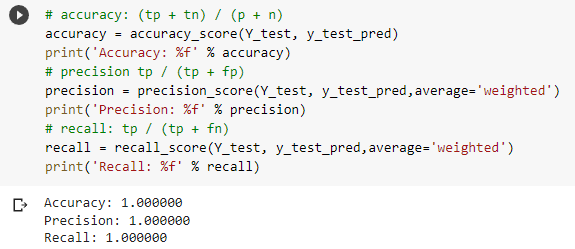 # accuracy: (tp + tn) / (p + n)
accuracy = accuracy_score(Y_test, y_test_pred)
print('Accuracy: %f' % accuracy)
# precision tp / (tp + fp)
precision = precision_score(Y_test, y_test_pred,average='weighted')
print('Precision: %f' % precision)
# recall: tp / (tp + fn)
recall = recall_score(Y_test, y_test_pred,average='weighted')
print('Recall: %f' % recall)
Accuracy: 1.000000
Precision: 1.000000
Recall: 1.000000